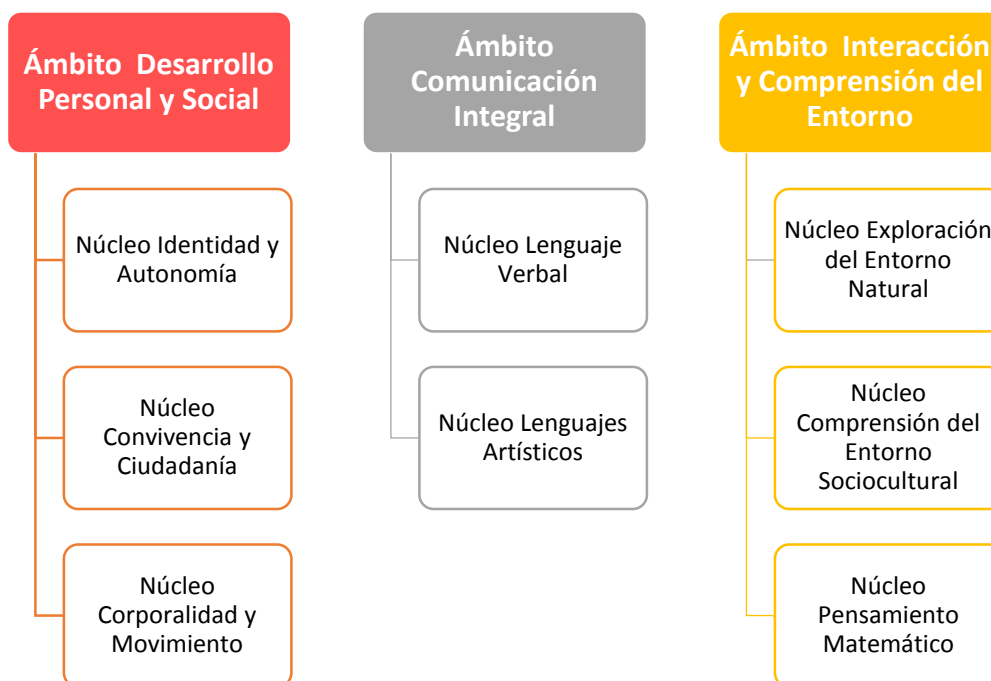 Ámbito Desarrollo
Personal y Social
Núcleo Identidad y
Autonomía
Núcleo
Convivencia y
Ciudadanía
Núcleo
Corporalidad y
Movimiento
Ámbito
Comunicación
Integral
Núcleo Lenguaje
Verbal
Núcleo Lenguajes
Artísticos
Ámbito Interacción
y Comprensión del
Entorno
Núcleo Exploración
del Entorno
Natural
Núcleo
Comprensión del
Entorno
Sociocultural
Núcleo
Pensamiento
Matemático